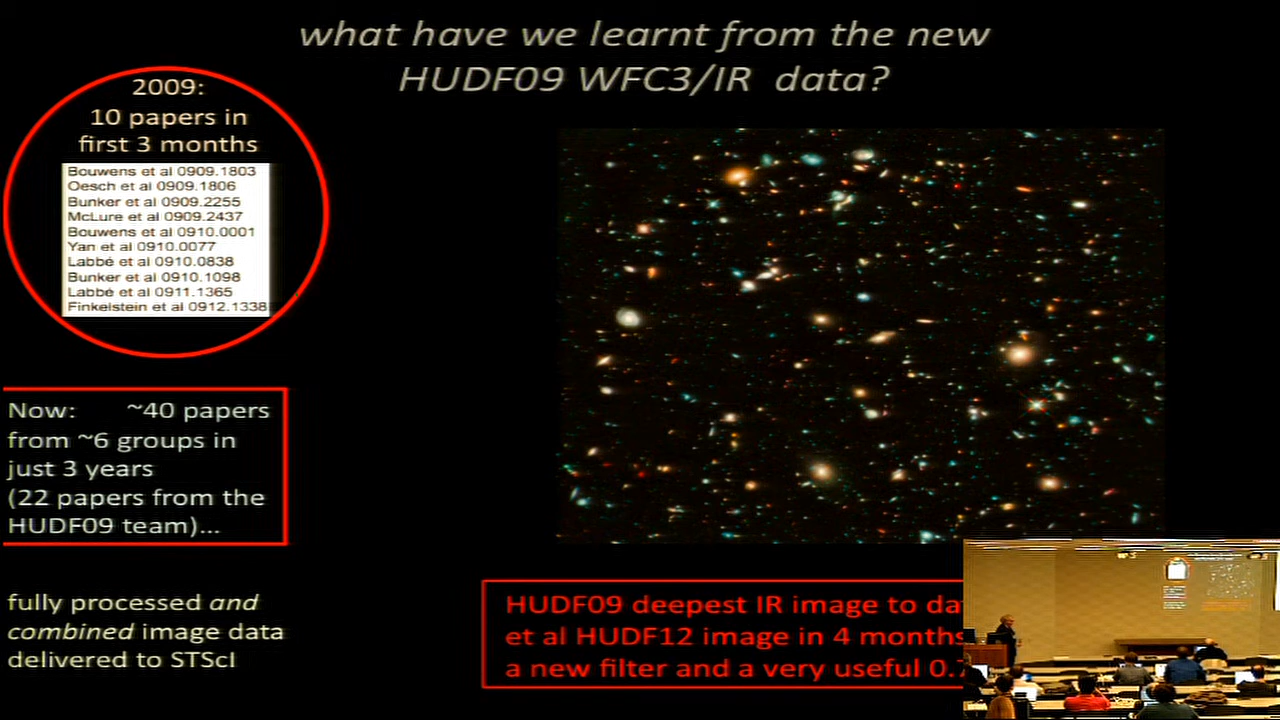 what have we learnt from the new
HUDF09 WFC3/IR data?
2009:
10 papers in
first 3 months
Bouwens et al 0909.1803
Oesch et al 0909.1806
Bunker et al 0909.2255
McLure et al 0909.2437
Bouwens et al 0910.0001
Yan et al 0910.0077
Labbé et al 0910.0838
Bunker et al 0910.1098
Labbé et al 0911.1365
Finkelstein et al 0912.1338
Now: ~40 papers
from ~6 groups in
just 3 years
(22 papers from the
HUDF09 team)...
fully processed and
combined image data
delivered to STScI
HUDF09 deepest IR image to da
et al HUDF12 image in 4 months
a new filter and a very useful 0.